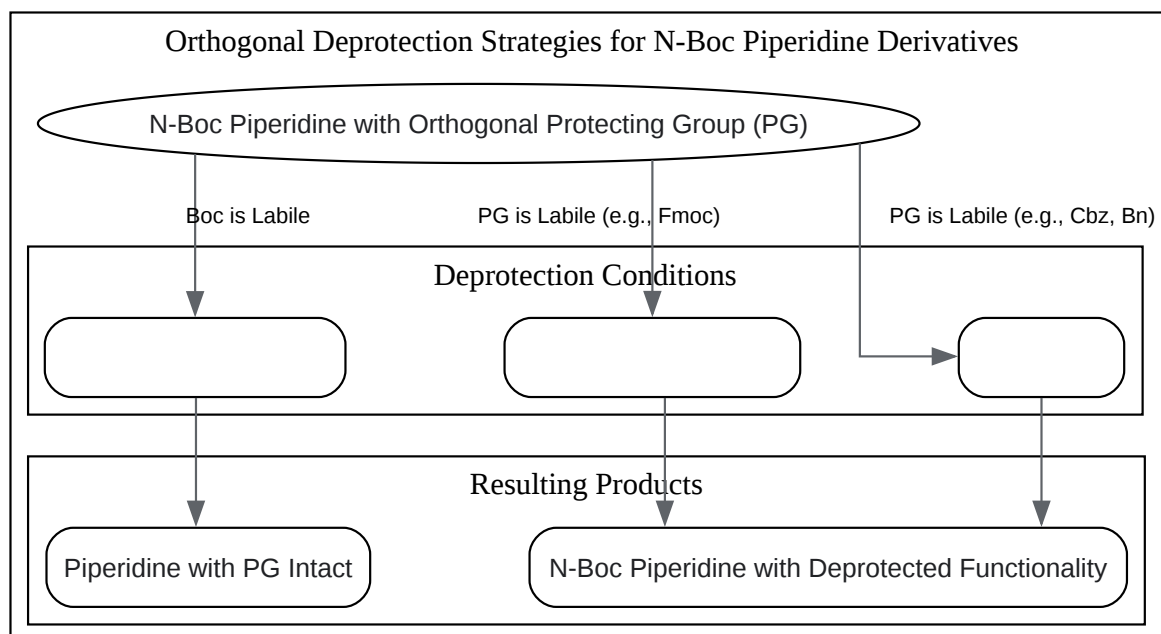 Orthogonal Deprotection Strategies for N-Boc Piperidine Derivatives
N-Boc Piperidine with Orthogonal Protecting Group (PG)
Boc is Labile
PG is Labile (e.g., Fmoc)
PG is Labile (e.g., Cbz, Bn)
Deprotection Conditions
Resulting Products
Piperidine with PG Intact
N-Boc Piperidine with Deprotected Functionality